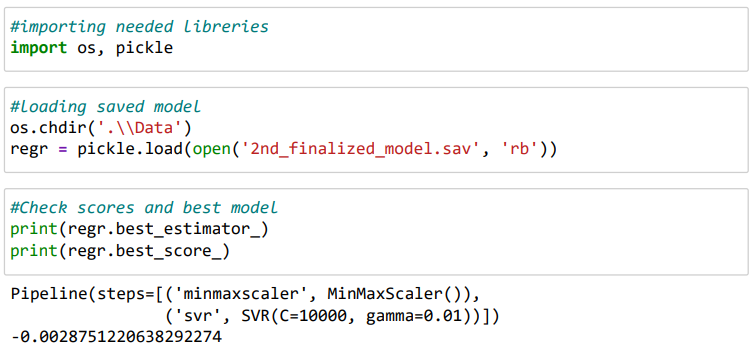 #importing needed libreries
import os, pickle
#loading saved model
os.chdir('.\\Data')
regr = pickle.load(open('2nd_finalized_model.sav', 'rb'))
#Check scores and best model
print(regr.best_estimator_)
print(regr.best_score_)
Pipeline(steps=[('minmaxscaler', MinMaxScaler()),
('svr', SVR(C=10000, gamma=0.01))])
-0.0028751220638292274